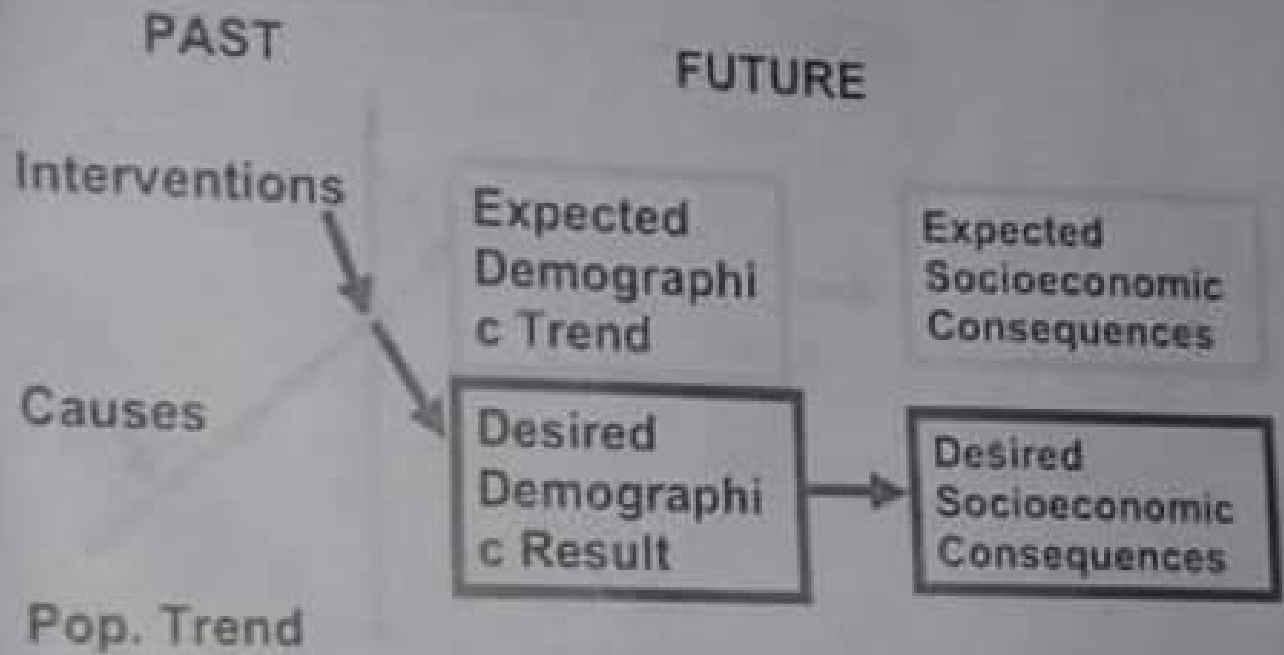 PAST
FUTURE
Interventions
Expected
Demographi
c Trend
Expected
Socioeconomic
Consequences
Causes
Desired
Demographi
c Result
Desired
Socioeconomic
Consequences
Pop. Trend